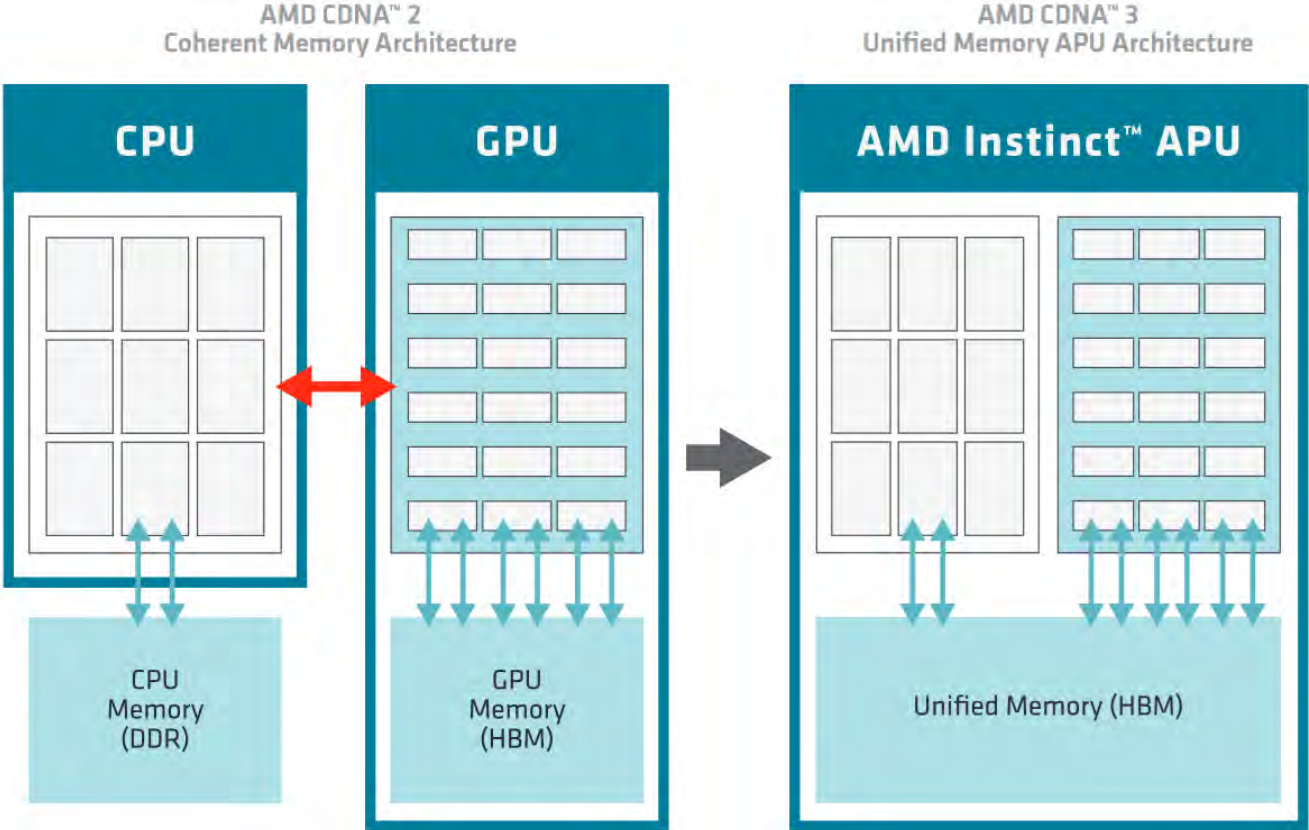 AMD CDNA™ 2
Coherent Memory Architecture
CPU
GPU
CPU
Memory
(DDR)
GPU
Memory
(HBM)
AMD CDNA™ 3
Unified Memory APU Architecture
AMD Instinct™ APU
Unified Memory (HBM)